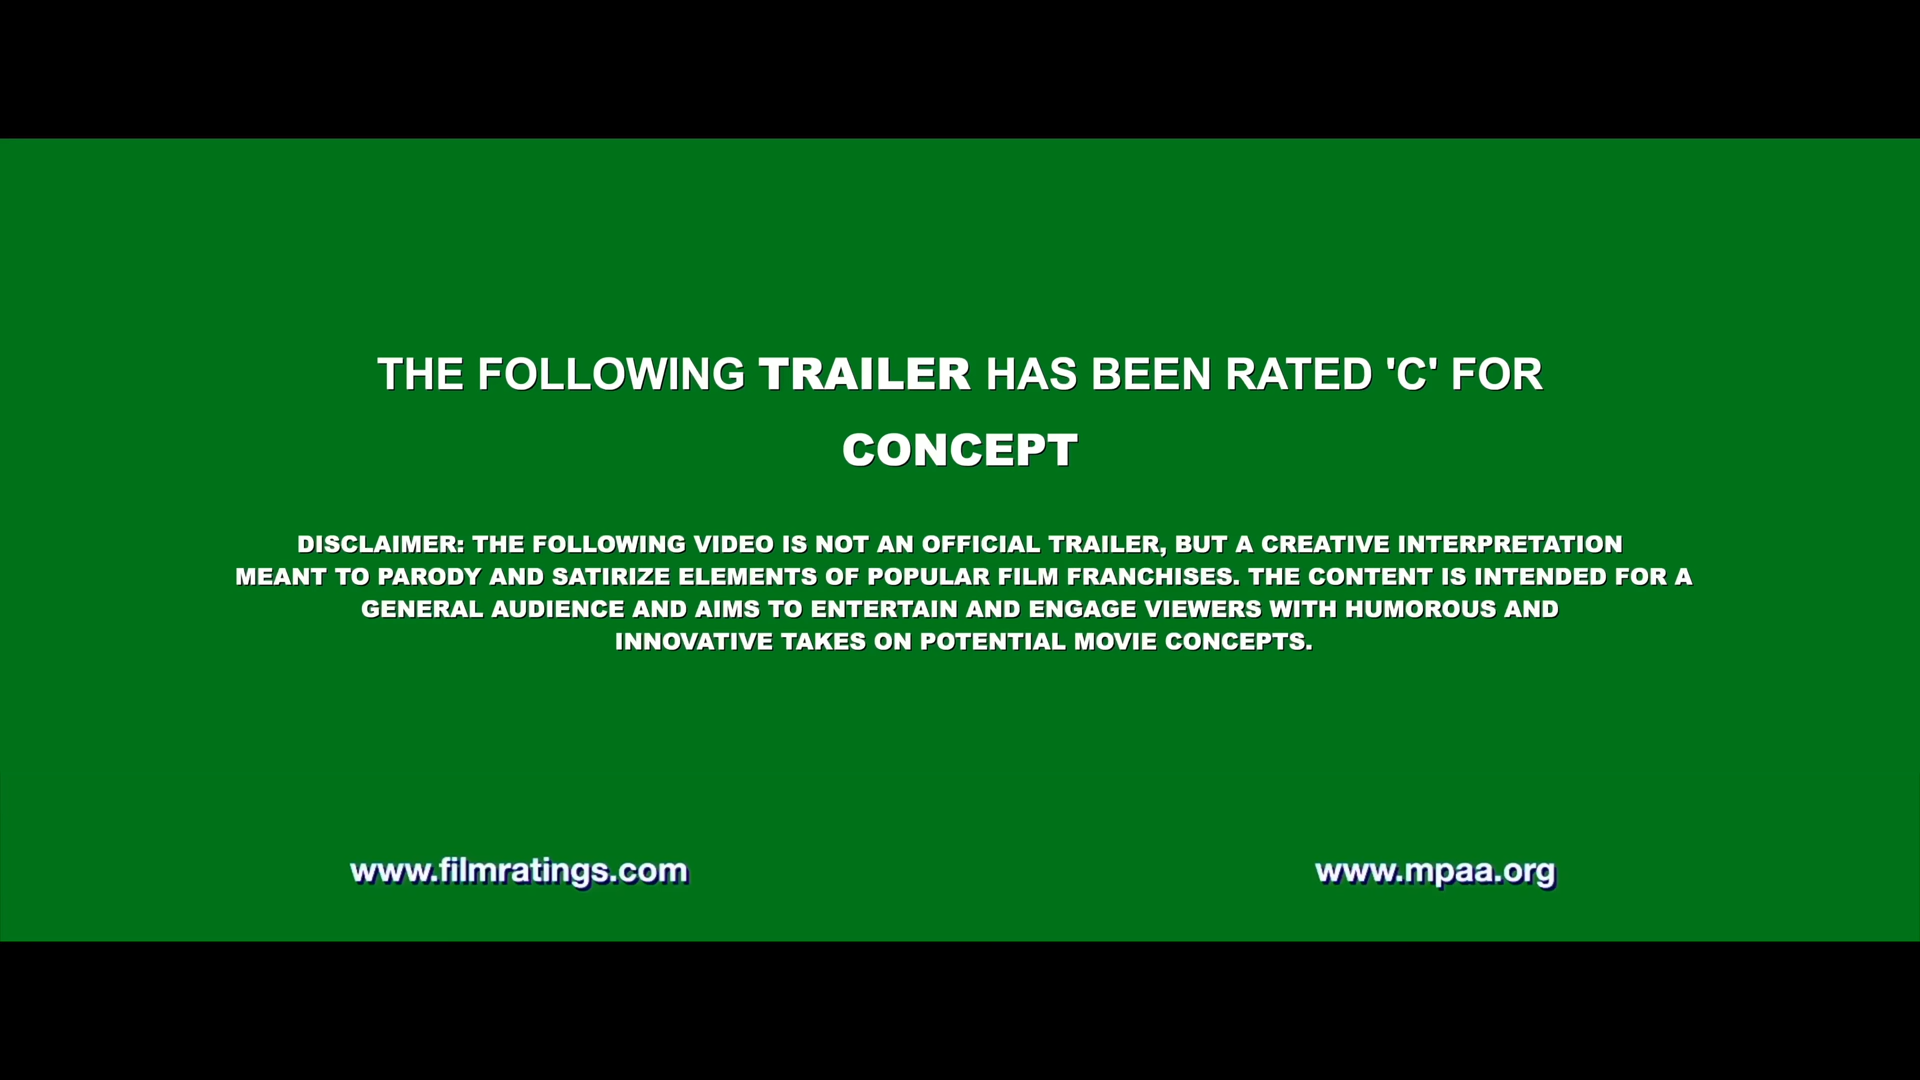 THE FOLLOWING TRAILER HAS BEEN RATED 'C' FOR
CONCEPT
DISCLAIMER: THE FOLLOWING VIDEO IS NOT AN OFFICIAL TRAILER, BUT A CREATIVE INTERPRETATION
MEANT TO PARODY AND SATIRIZE ELEMENTS OF POPULAR FILM FRANCHISES. THE CONTENT IS INTENDED FOR A
GENERAL AUDIENCE AND AIMS TO ENTERTAIN AND ENGAGE VIEWERS WITH HUMOROUS AND
INNOVATIVE TAKES ON POTENTIAL MOVIE CONCEPTS.
www.filmratings.com
www.mpaa.org